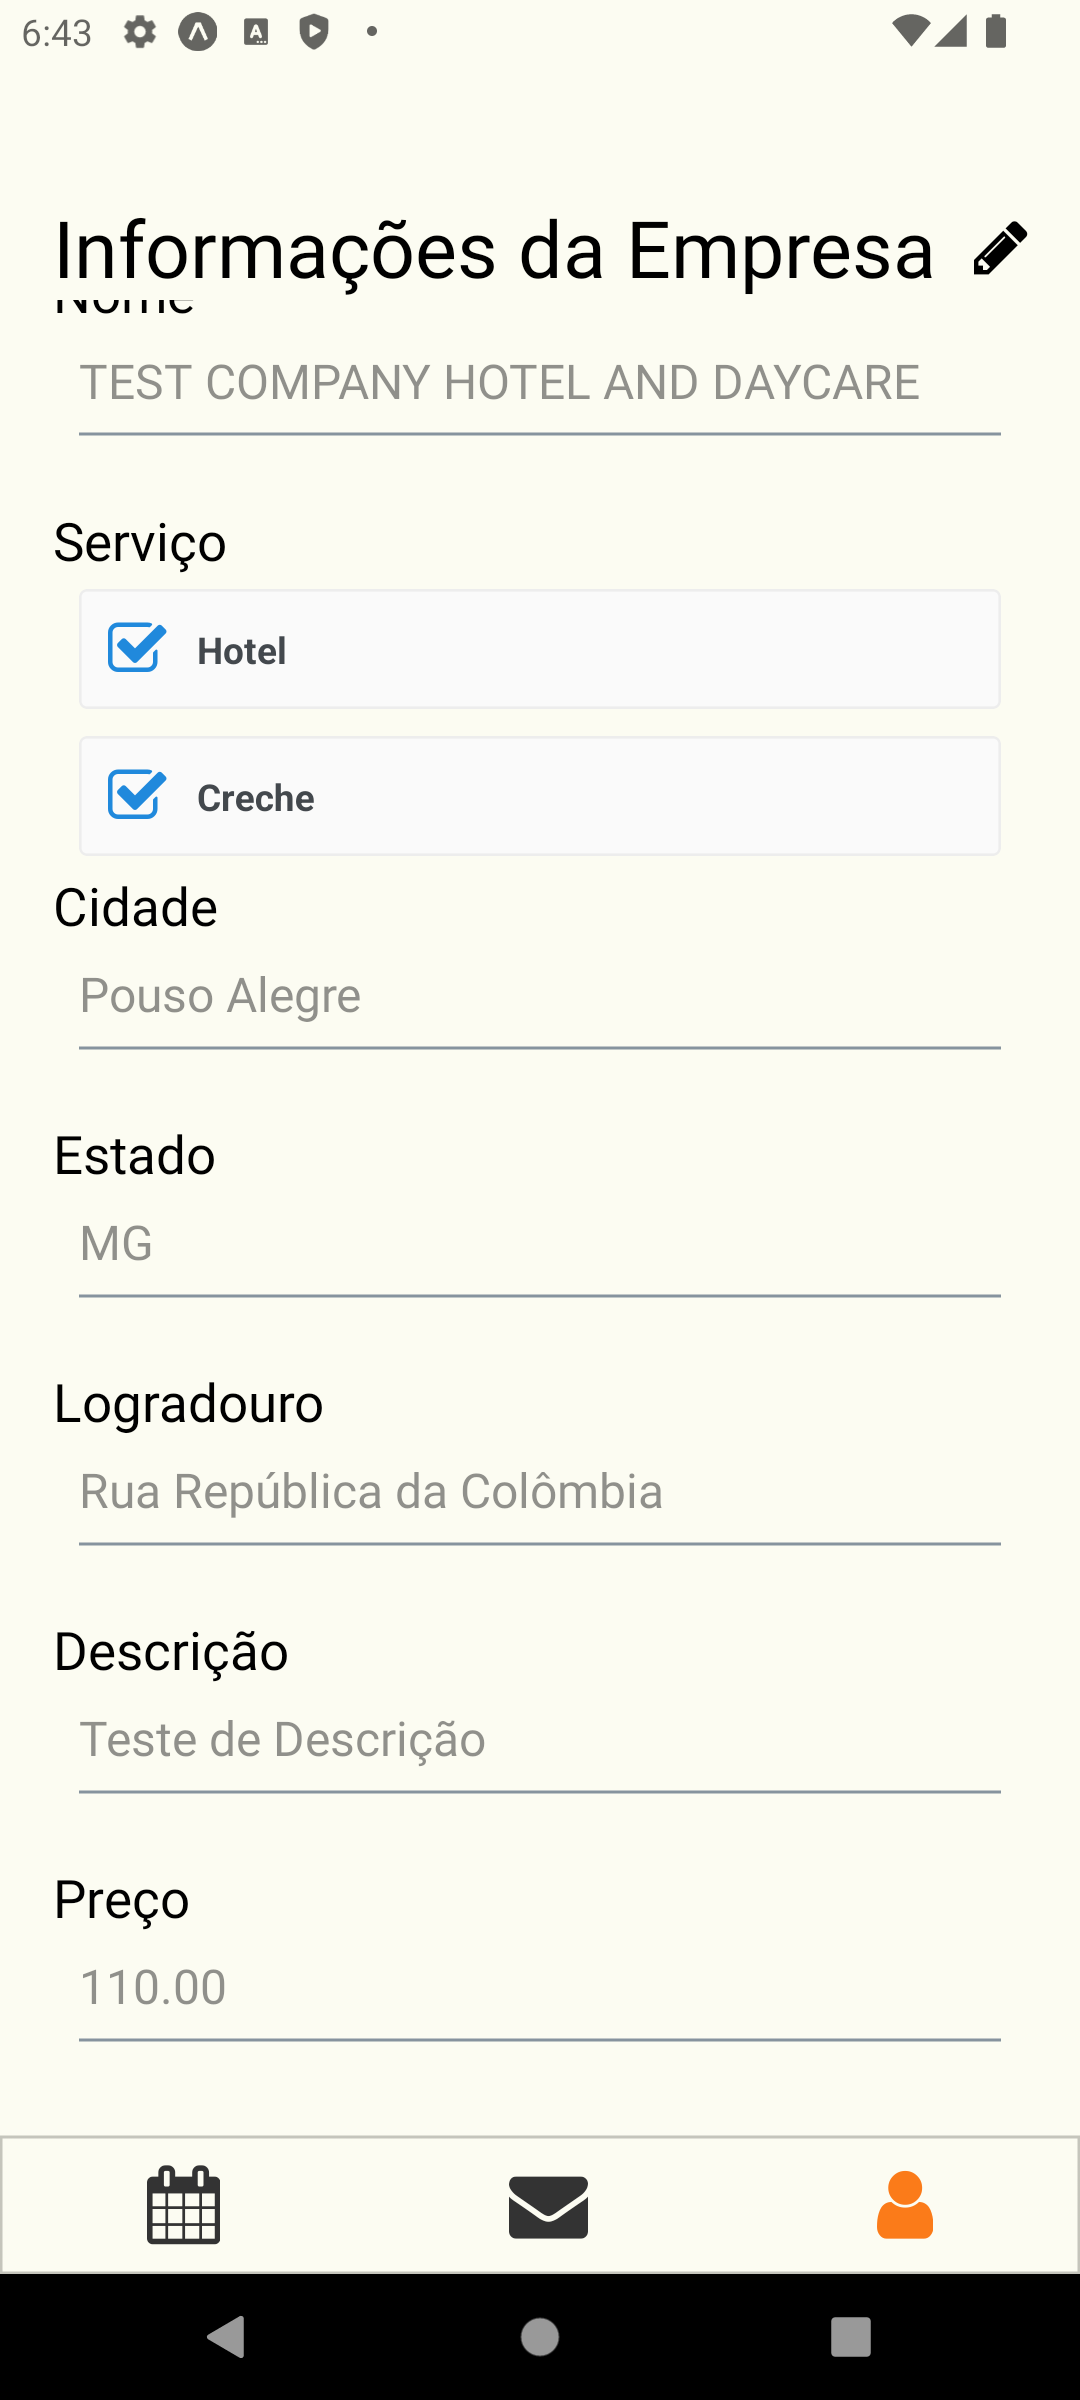 6:43
Informações da Empresa
Nome
TEST COMPANY HOTEL AND DAYCARE
Serviço
Hotel
Creche
Cidade
Pouso Alegre
Estado
MG
Logradouro
Rua República da Colômbia
Descrição
Teste de Descrição
Preço
110.00